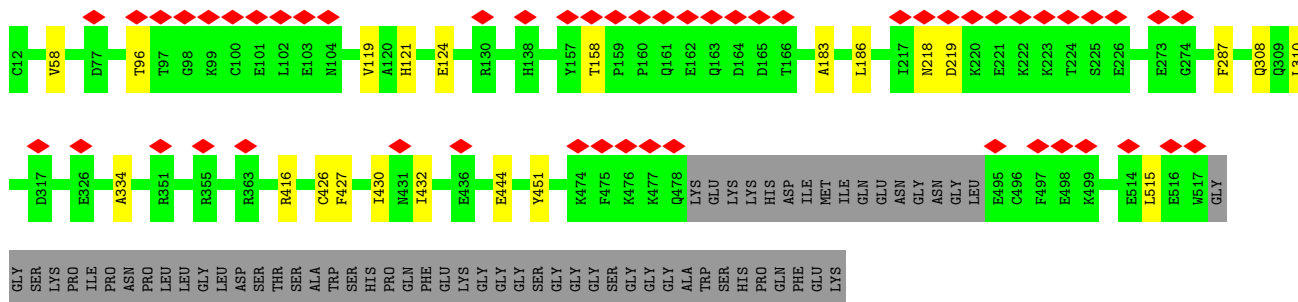 C12 V58 D77 T96 T97 G98 K99 C100 E101 L102 E103 N104 V119 A120 H121 E124 R130 H138 Y157 T158 P159 P160 Q161 E162 Q163 D164 D165 T166 A183 L186 I217 N218 D219 K220 E221 K222 K223 T224 S225 E226 E273 G274 F287 Q308 Q309 L310
D317 E326 A334 R351 R355 R363 R416 C426 F427 I430 N431 I432 E436 E444 Y451 K474 F475 K476 K477 Q478 LYS GLU LYS LYS HIS ASP ILE MET ILE GLN GLU ASN GLY ASN GLY LEU E495 C496 F497 E498 K499 E514 L515 E516 W517 GLY
GLY SER LYS PRO ILE PRO ASN PRO LEU LEU GLY LEU ASP SER THR SER ALA TRP SER HIS PRO GLN PHE GLU LYS GLY GLY GLY SER GLY GLY GLY SER GLY GLY GLY ALA TRP SER HIS PRO GLN PHE GLU LYS